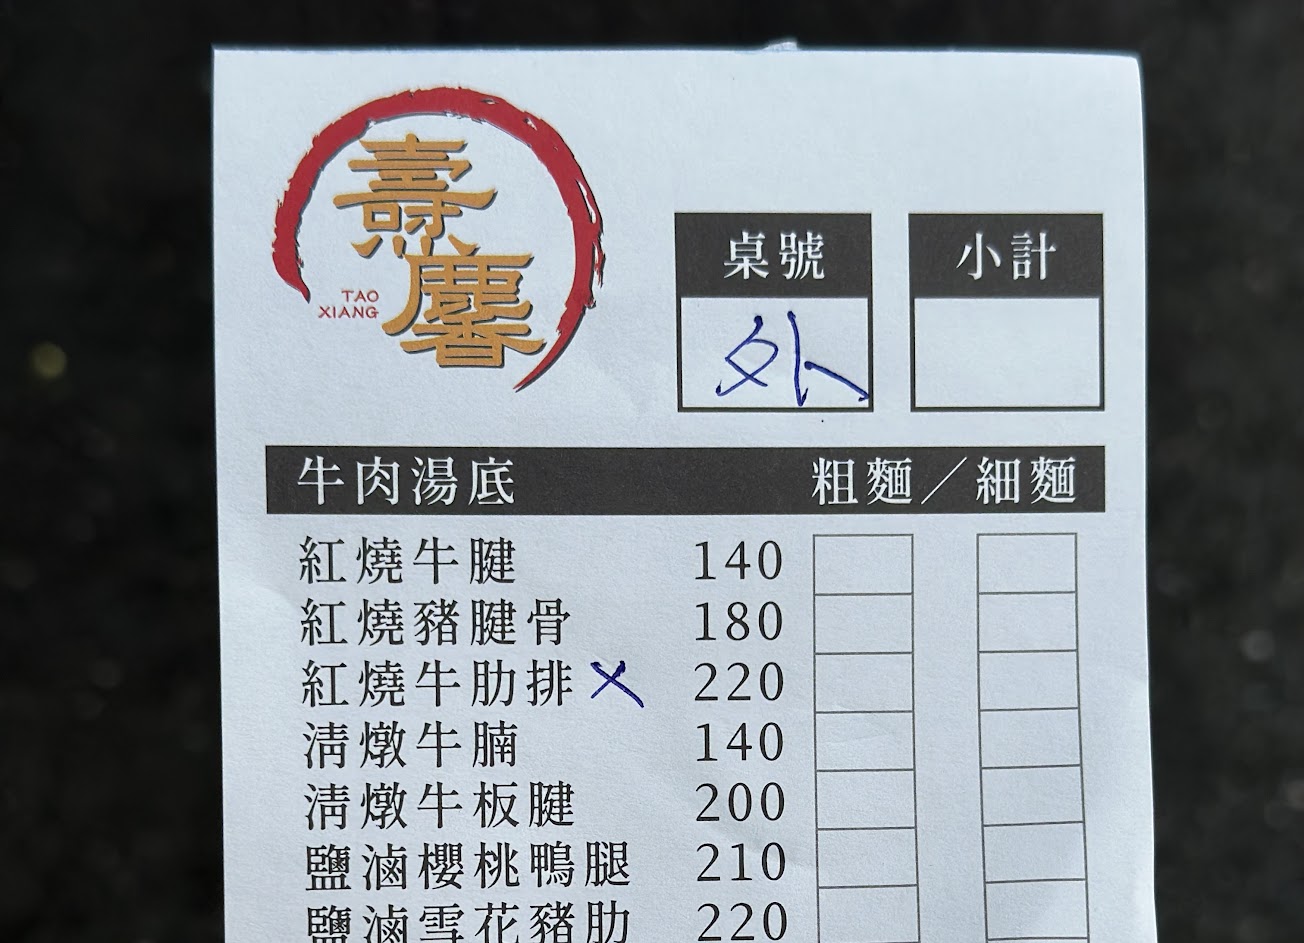 燾馨
TAO
XIANG
桌號
小計
外
牛肉湯底 粗麵／細麵
紅燒牛腱 140
紅燒豬腱骨 180
紅燒牛肋排 X 220
清燉牛腩 140
清燉牛板腱 200
鹽滷櫻桃鴨腿 210
鹽滷雪花豬肋 220